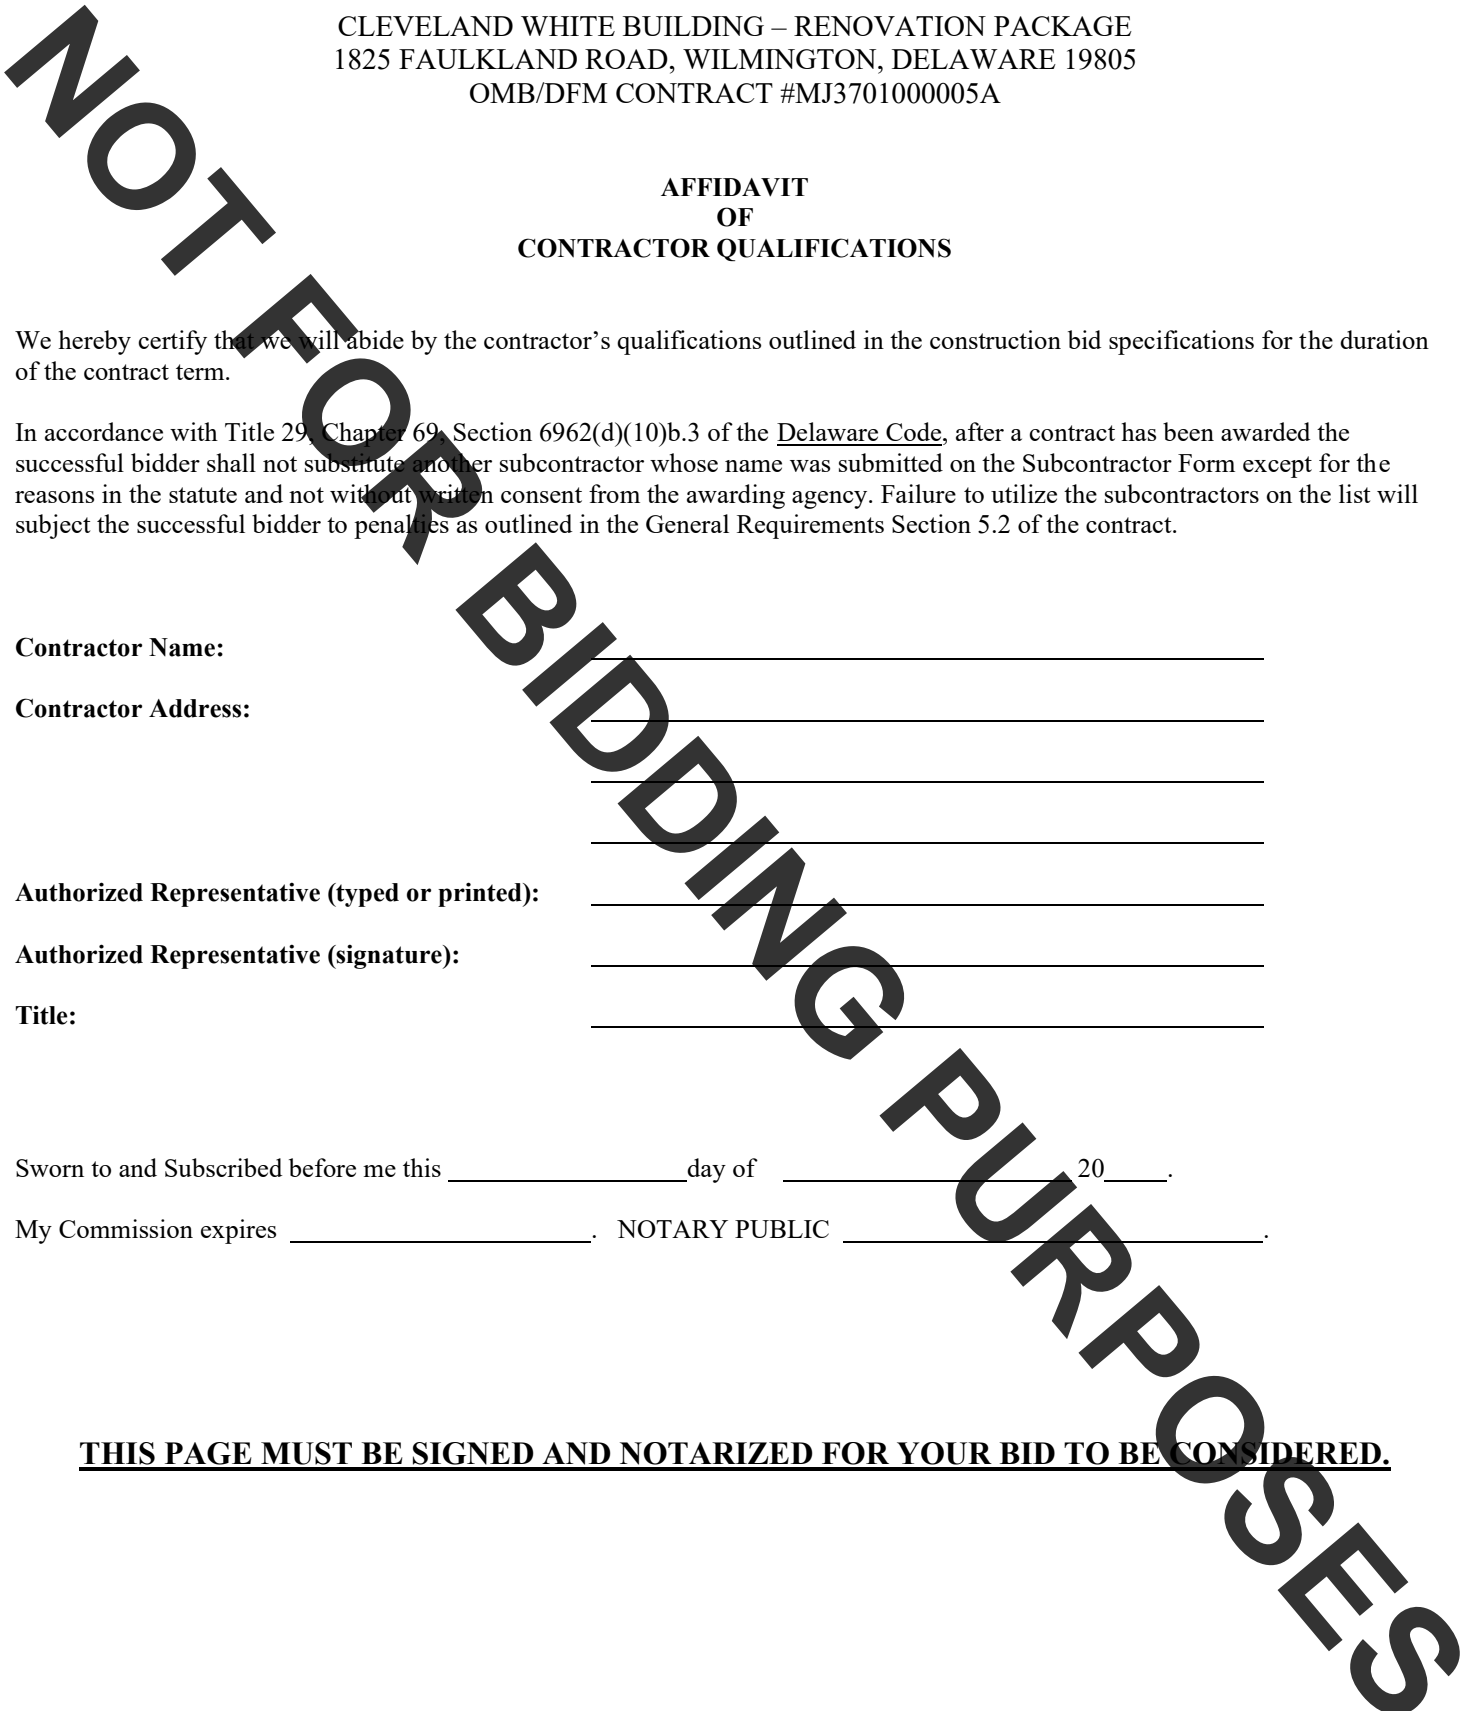 CLEVELAND WHITE BUILDING – RENOVATION PACKAGE
1825 FAULKLAND ROAD, WILMINGTON, DELAWARE 19805
OMB/DFM CONTRACT #MJ3701000005A
AFFIDAVIT
OF
CONTRACTOR QUALIFICATIONS
We hereby certify that we will abide by the contractor’s qualifications outlined in the construction bid specifications for the duration
of the contract term.
In accordance with Title 29, Chapter 69, Section 6962(d)(10)b.3 of the Delaware Code, after a contract has been awarded the
successful bidder shall not substitute another subcontractor whose name was submitted on the Subcontractor Form except for the
reasons in the statute and not without written consent from the awarding agency. Failure to utilize the subcontractors on the list will
subject the successful bidder to penalties as outlined in the General Requirements Section 5.2 of the contract.
Contractor Name:
Contractor Address:
Authorized Representative (typed or printed):
Authorized Representative (signature):
Title:
Sworn to and Subscribed before me this ____ day of ____ 20____.
My Commission expires ____. NOTARY PUBLIC ____.
THIS PAGE MUST BE SIGNED AND NOTARIZED FOR YOUR BID TO BE CONSIDERED.
NOT FOR BIDDING PURPOSES